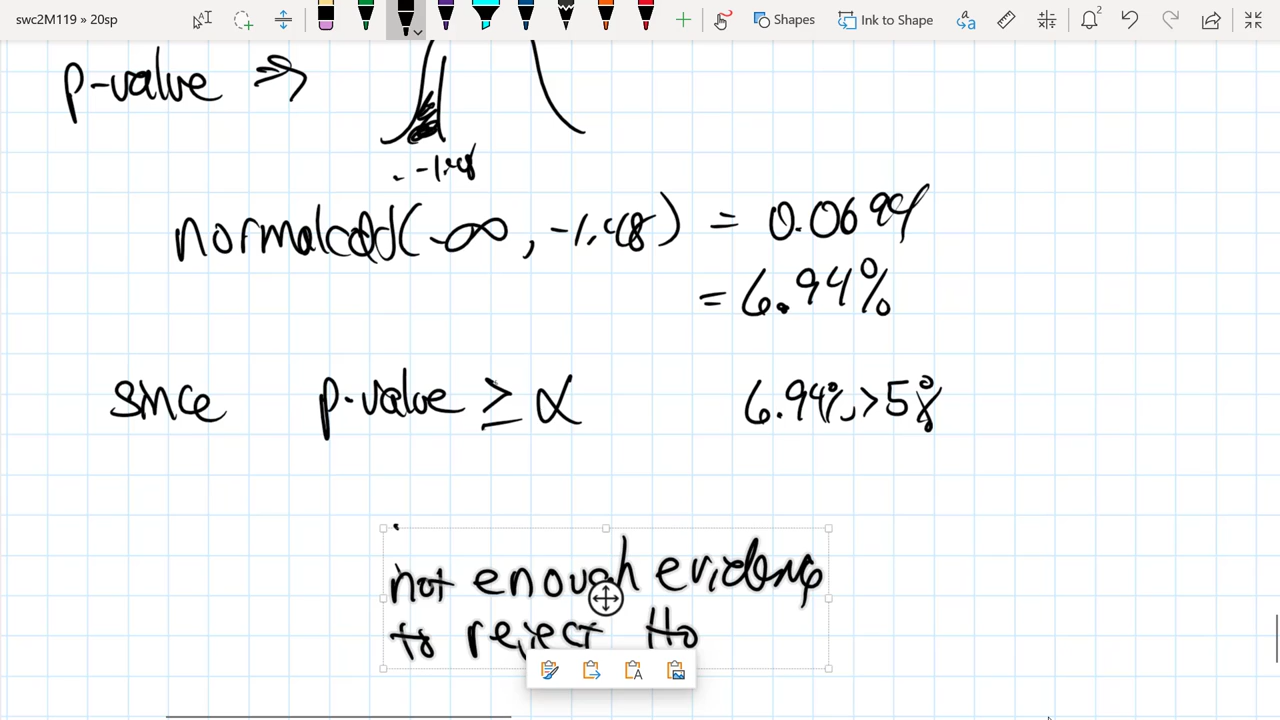 swc2M119 » 20sp
Shapes
Ink to Shape
p-value ⇒
-1.48
normalcdf(-∞, -1.48) = 0.0694
= 6.94%
since p-value ≥ α 6.94% > 5%
not enough evidence
to reject Ho